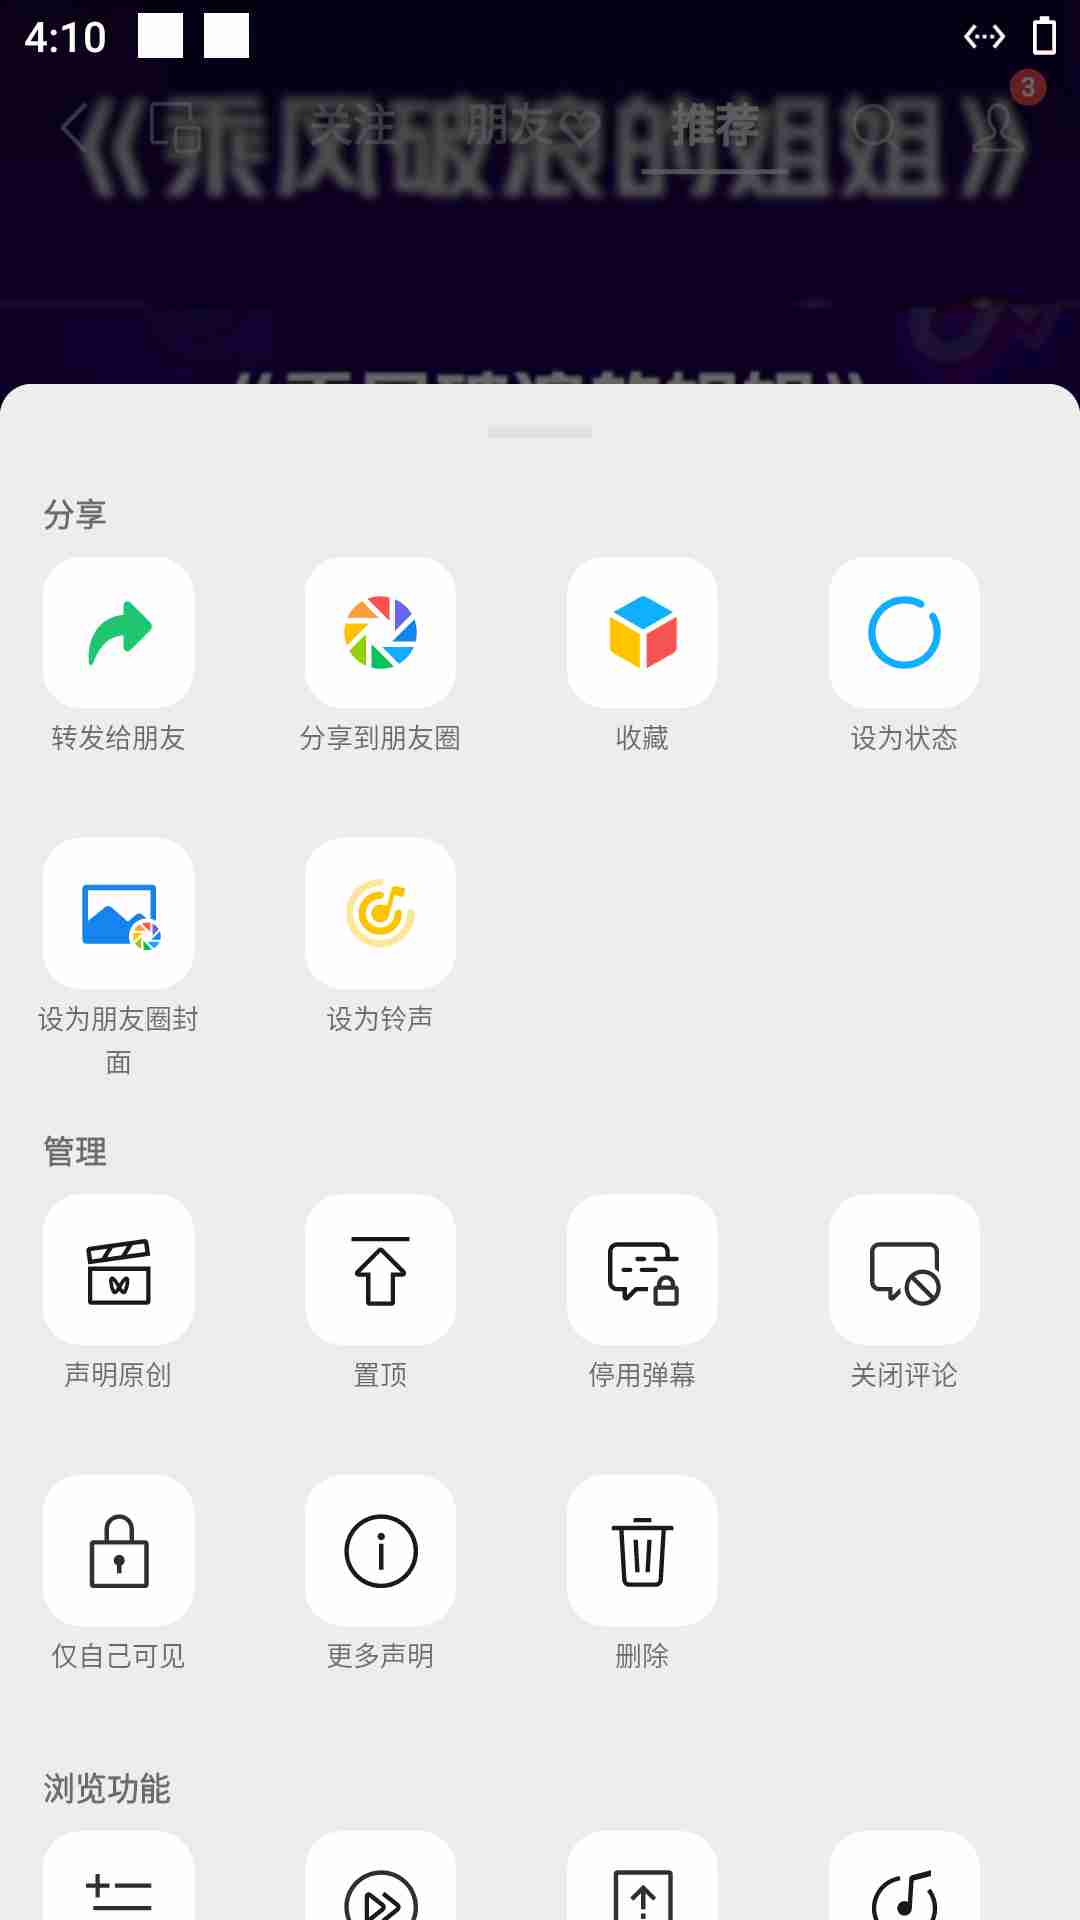 4:10
3
关注 朋友 推荐
《乘风破浪的姐姐》
分享
转发给朋友 分享到朋友圈 收藏 设为状态
设为朋友圈封
面
设为铃声
管理
声明原创 置顶 停用弹幕 关闭评论
仅自己可见 更多声明 删除
浏览功能